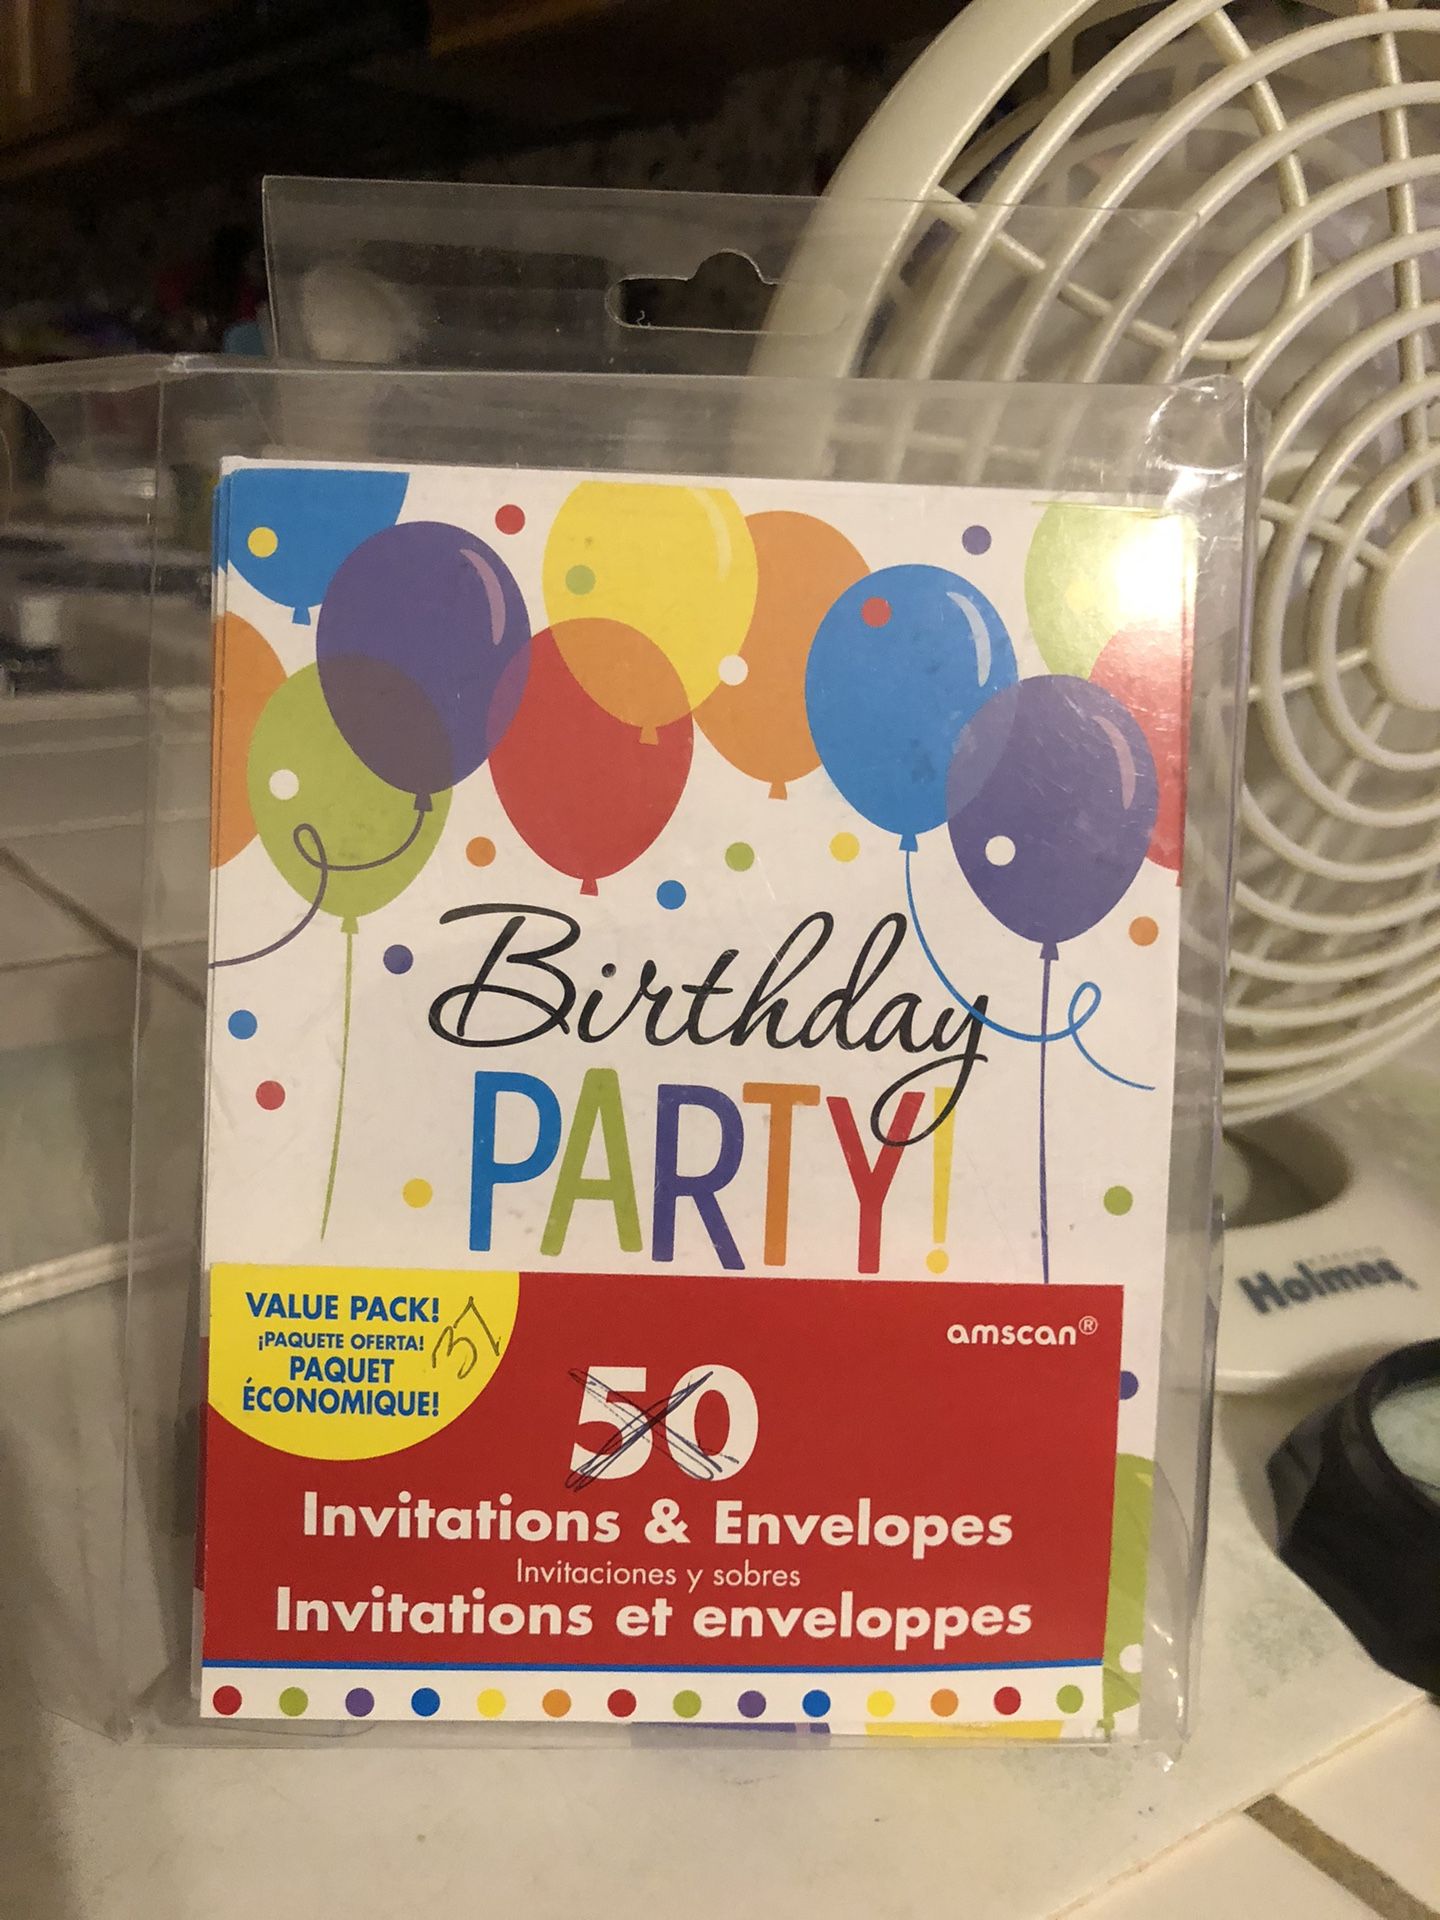 Birthday
PARTY!
VALUE PACK!
¡PAQUETE OFERTA!
PAQUET
ÉCONOMIQUE!
37
amscan®
50
Invitations & Envelopes
Invitaciones y sobres
Invitations et enveloppes
Holmes